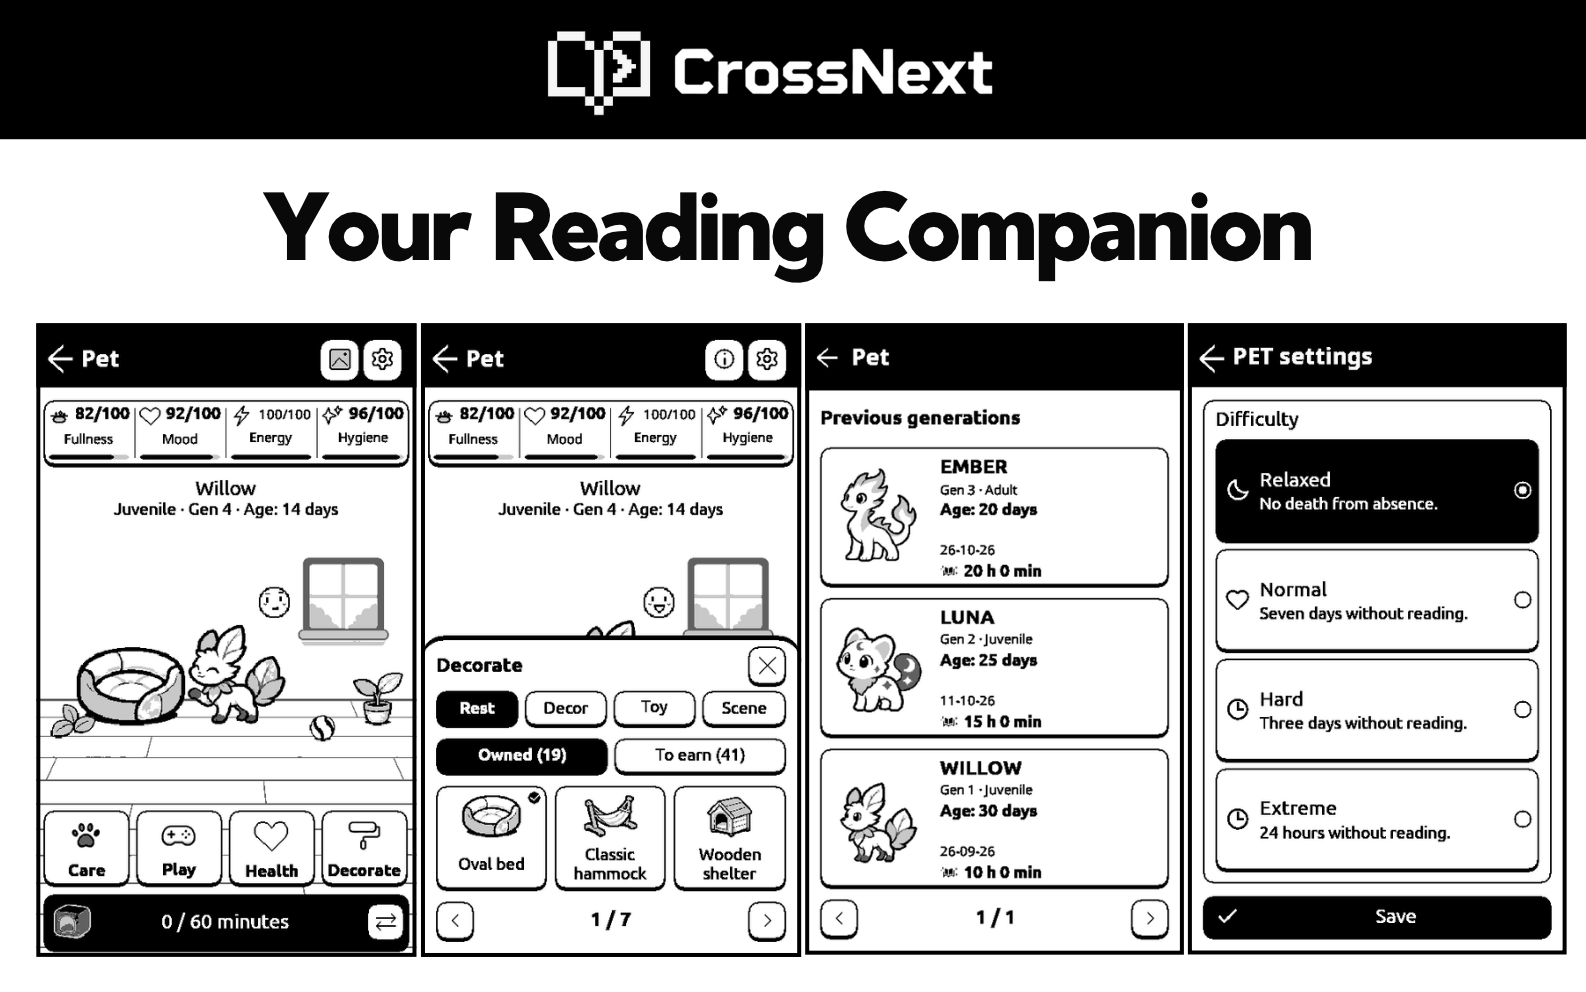 CrossNext
Your Reading Companion
Pet
82/100
Fullness
92/100
Mood
100/100
Energy
96/100
Hygiene
Willow
Juvenile · Gen 4 · Age: 14 days
Care
Play
Health
Decorate
0 / 60 minutes
Pet
82/100
Fullness
92/100
Mood
100/100
Energy
96/100
Hygiene
Willow
Juvenile · Gen 4 · Age: 14 days
Decorate
Rest
Decor
Toy
Scene
Owned (19)
To earn (41)
Oval bed
Classic
hammock
Wooden
shelter
1 / 7
Pet
Previous generations
EMBER
Gen 3 · Adult
Age: 20 days
26-10-26
20 h 0 min
LUNA
Gen 2 · Juvenile
Age: 25 days
11-10-26
15 h 0 min
WILLOW
Gen 1 · Juvenile
Age: 30 days
26-09-26
10 h 0 min
1 / 1
PET settings
Difficulty
Relaxed
No death from absence.
Normal
Seven days without reading.
Hard
Three days without reading.
Extreme
24 hours without reading.
Save